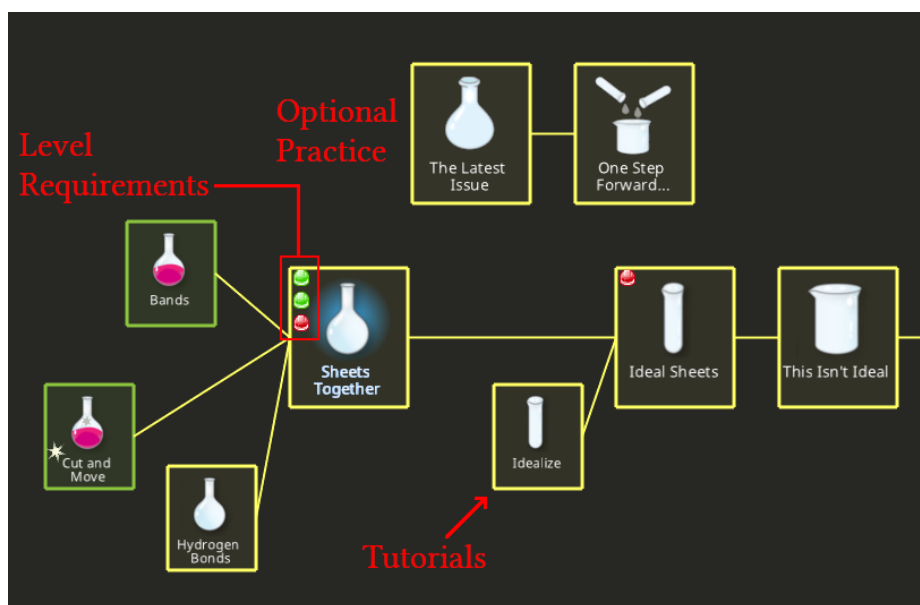 Optional
Practice
Level
Requirements
The Latest
Issue
One Step
Forward...
Bands
Sheets
Together
Ideal Sheets
This Isn't Ideal
Cut and
Move
Idealize
Hydrogen
Bonds
Tutorials